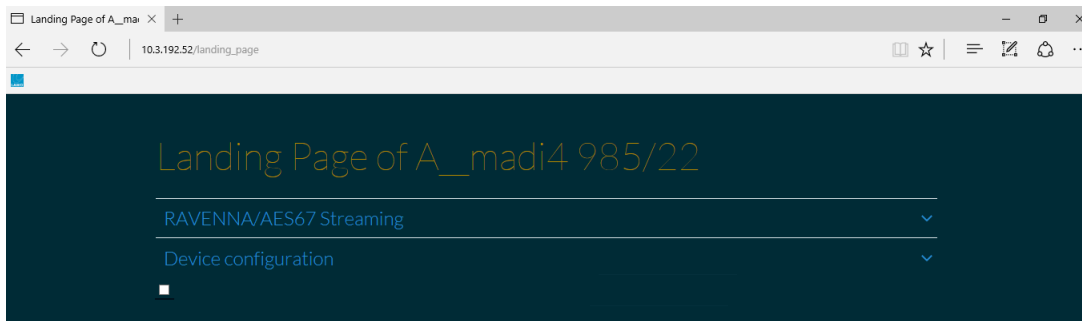 Landing Page of A__ma
10.3.192.52/landing_page
Landing Page of A__madi4 985/22
RAVENNA/AES67 Streaming
Device configuration